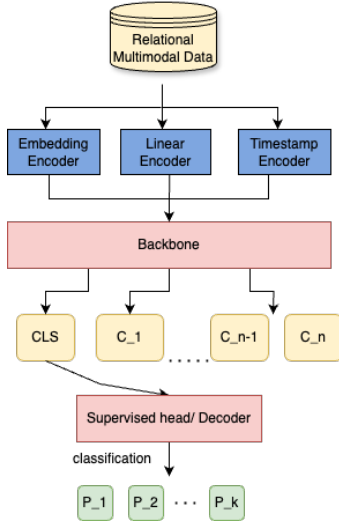 Relational
Multimodal Data
Embedding
Encoder
Linear
Encoder
Timestamp
Encoder
Backbone
CLS
C_1
.....
C_n-1
C_n
Supervised head/ Decoder
classification
P_1
P_2
...
P_k